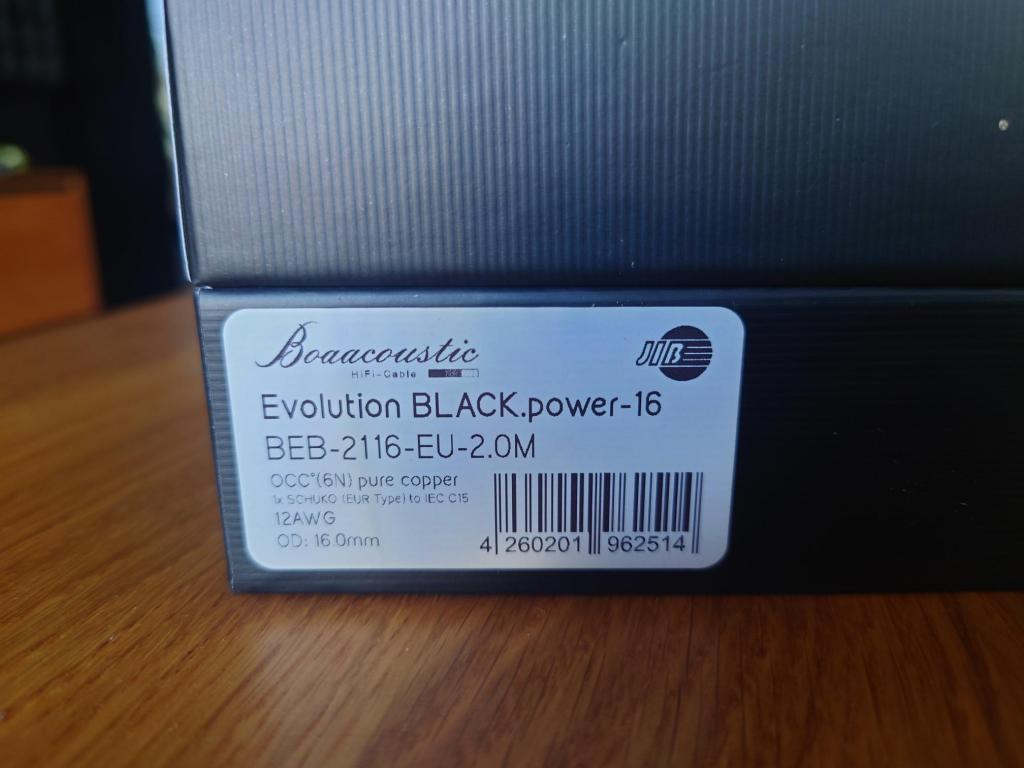 Boaacoustic
HiFi-Cable
JIB
Evolution BLACK.power-16
BEB-2116-EU-2.0M
OCC°(6N) pure copper
1x SCHUKO (EUR Type) to IEC C15
12AWG
OD: 16.0mm
4 260201 962514